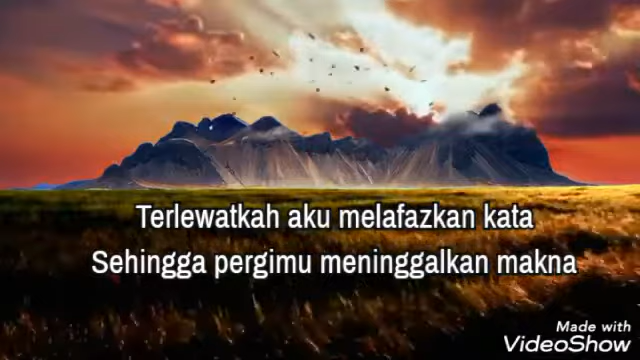 Terlewatkah aku melafazkan kata
Sehingga pergimu meninggalkan makna
Made with
VideoShow